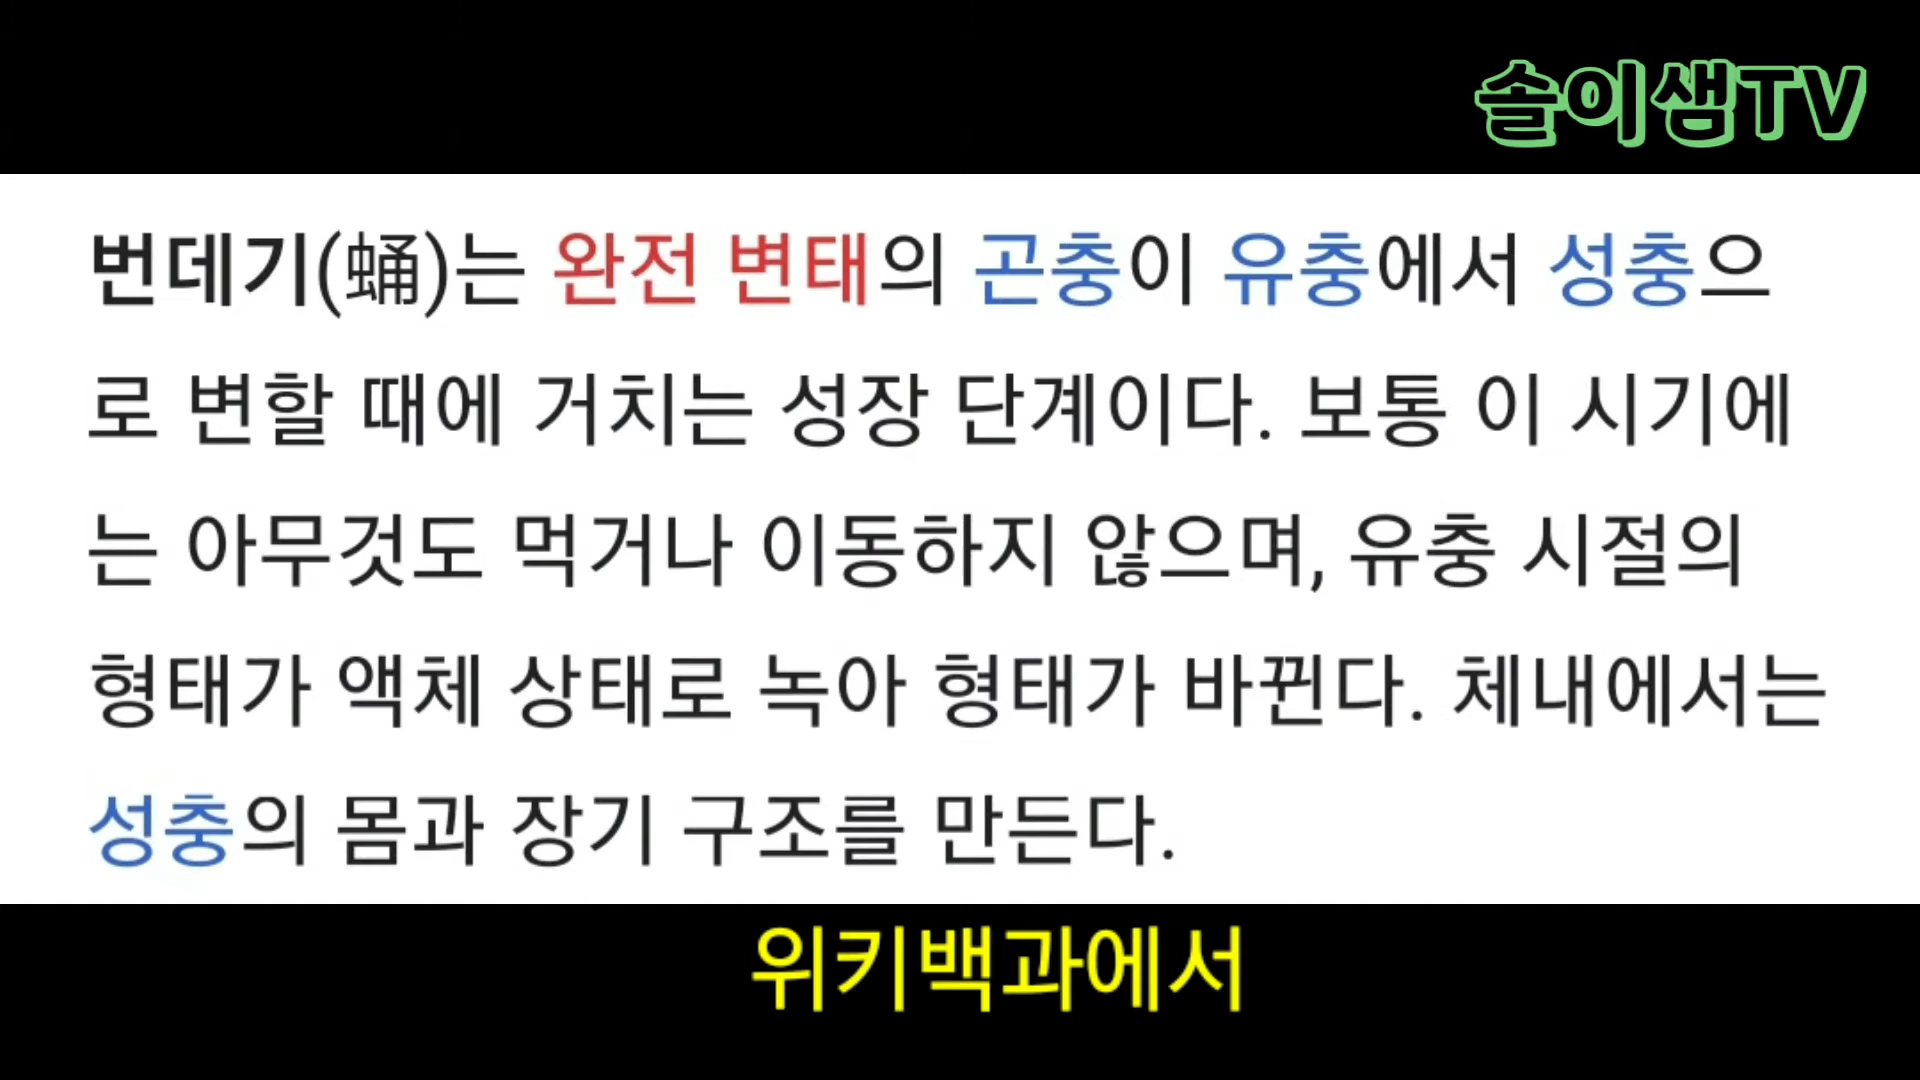 솔이샘TV
번데기(蛹)는 완전 변태의 곤충이 유충에서 성충으
로 변할 때에 거치는 성장 단계이다. 보통 이 시기에
는 아무것도 먹거나 이동하지 않으며, 유충 시절의
형태가 액체 상태로 녹아 형태가 바뀐다. 체내에서는
성충의 몸과 장기 구조를 만든다.
위키백과에서